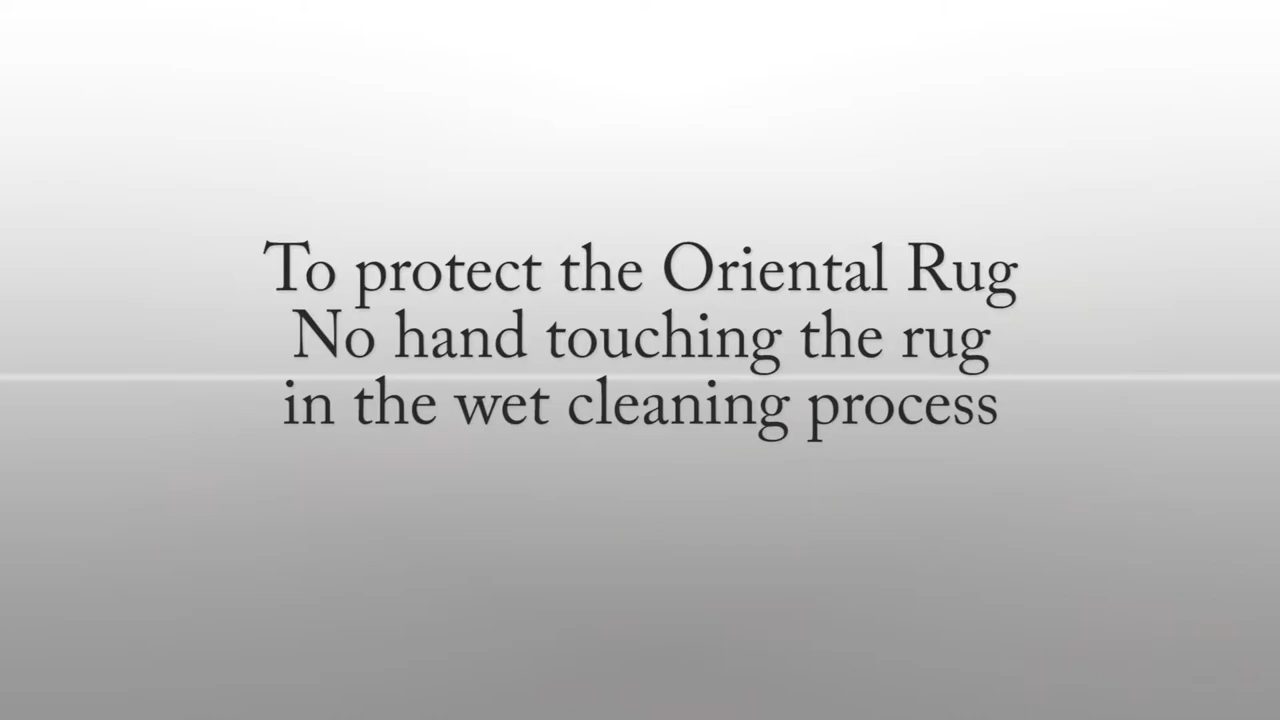 To protect the Oriental Rug
No hand touching the rug
in the wet cleaning process